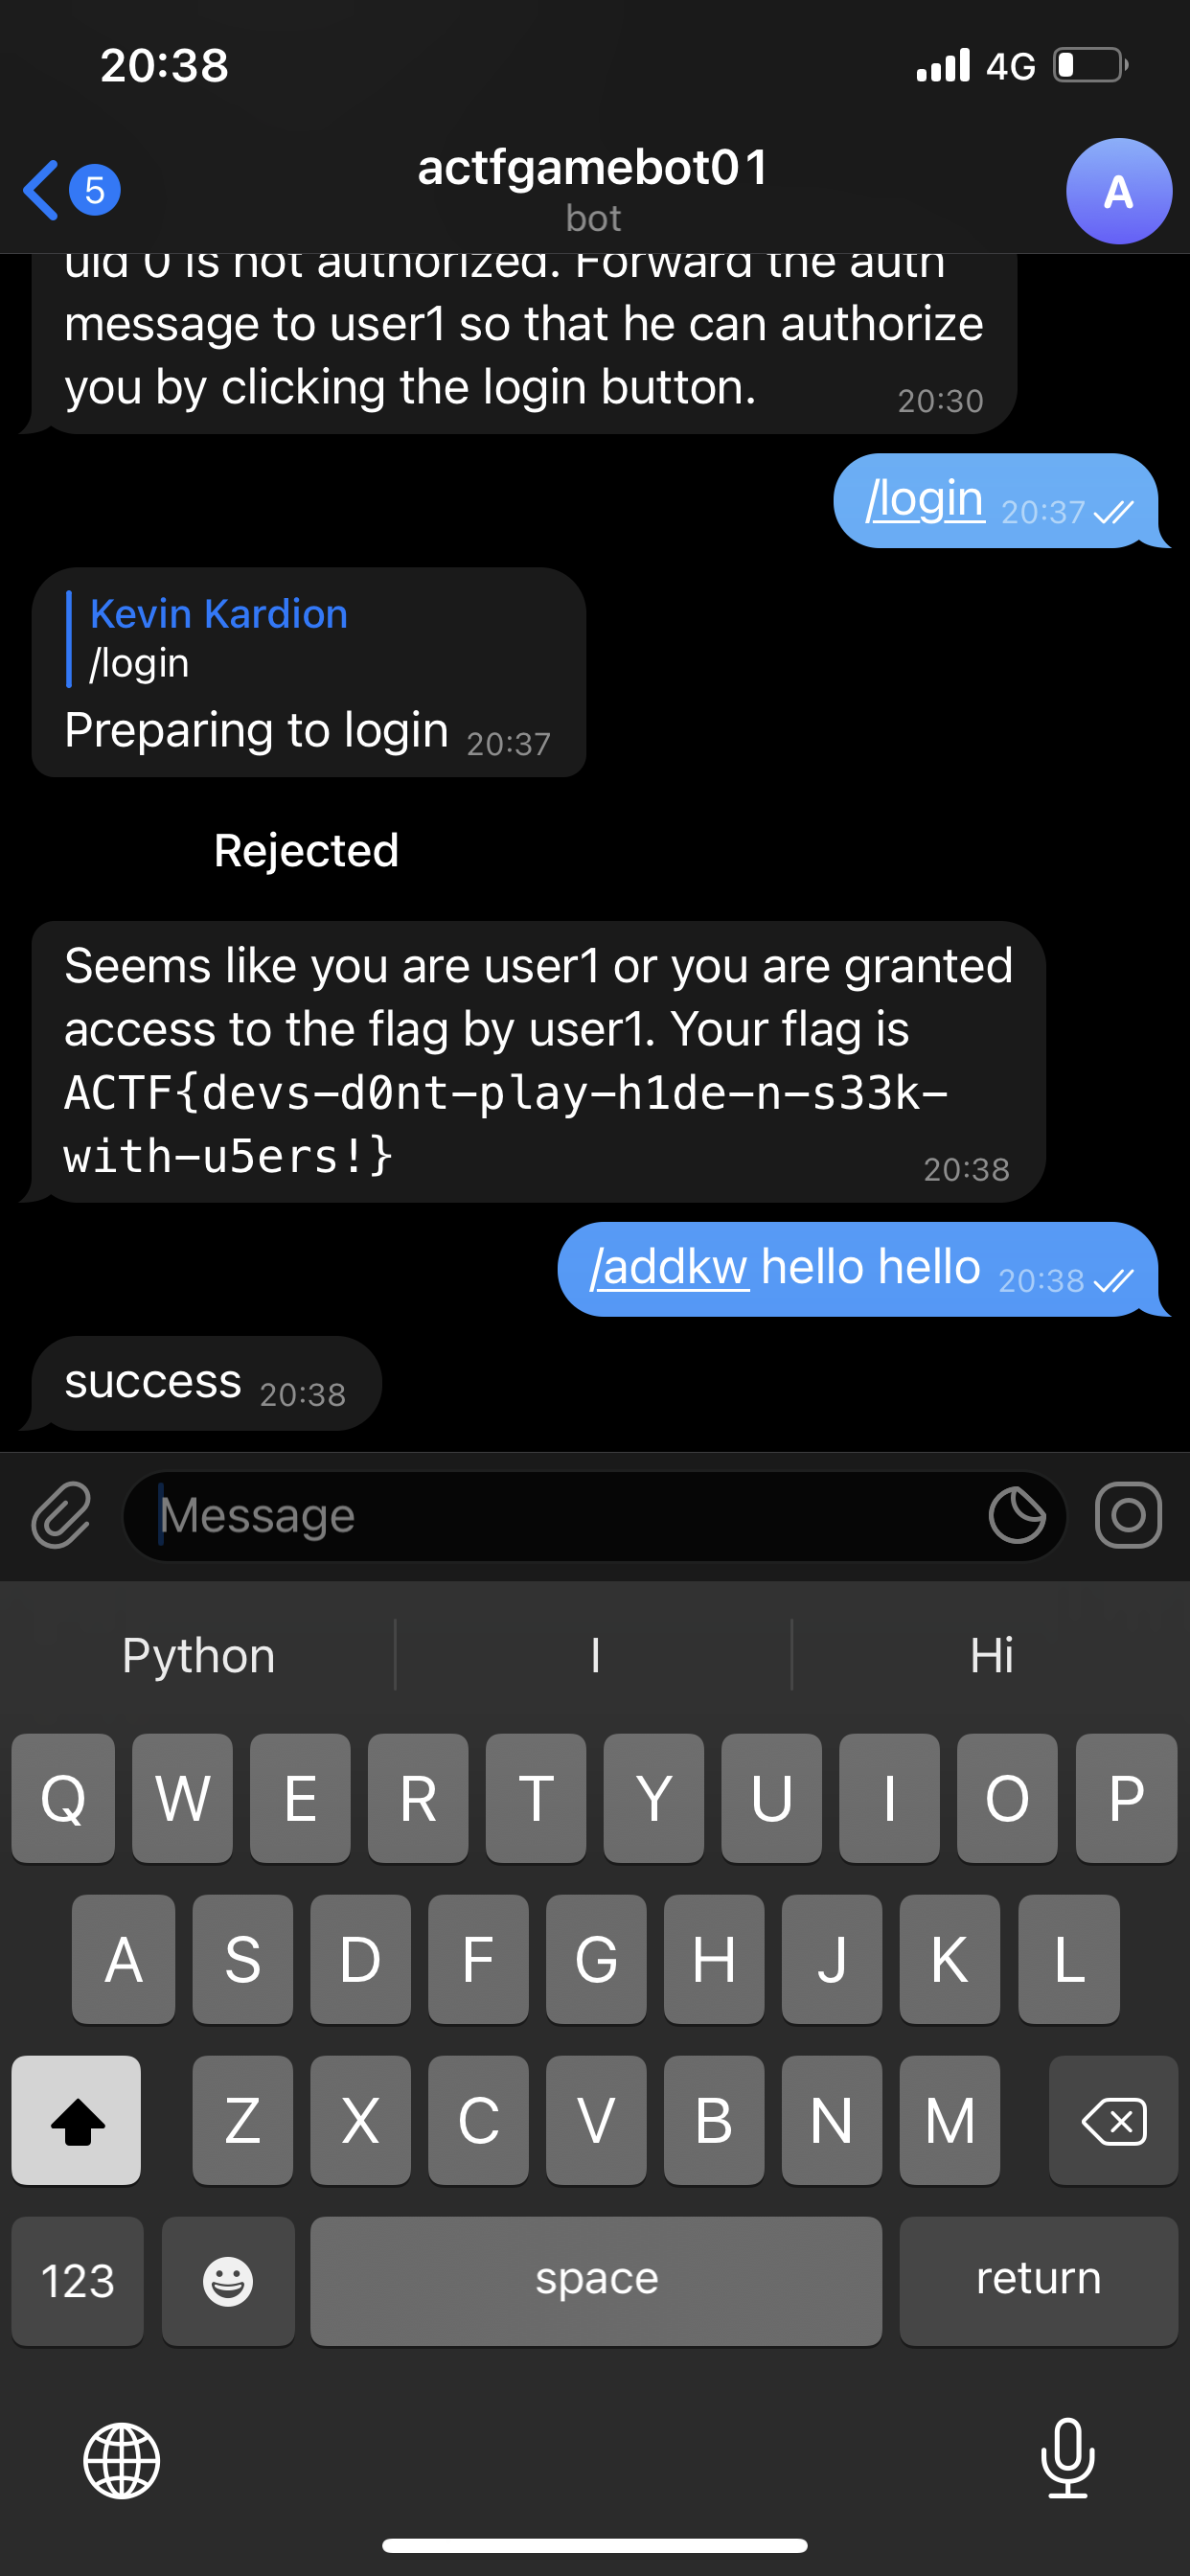 20:38
4G
5
actfgamebot01
A
bot
uid 0 is not authorized. Forward the auth
message to user1 so that he can authorize
you by clicking the login button.
20:30
/login 20:37
Kevin Kardion
/login
Preparing to login 20:37
Rejected
Seems like you are user1 or you are granted
access to the flag by user1. Your flag is
ACTF{devs-d0nt-play-h1de-n-s33k-
with-u5ers!}
20:38
/addkw hello hello 20:38
success 20:38
Message
Python I Hi
Q W E R T Y U I O P
A S D F G H J K L
Z X C V B N M
123 space return